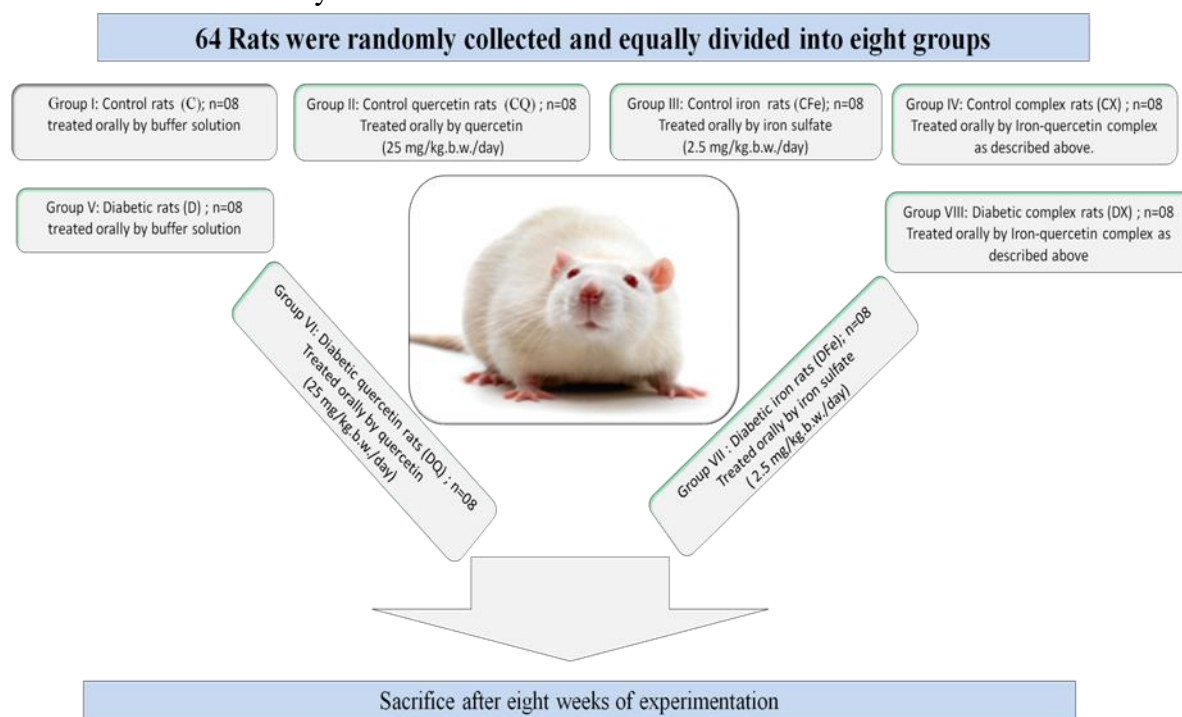 64 Rats were randomly collected and equally divided into eight groups
Group I: Control rats (C); n=08
treated orally by buffer solution
Group II: Control quercetin rats (CQ) ; n=08
Treated orally by quercetin
(25 mg/kg.b.w./day)
Group III: Control iron rats (CFe); n=08
Treated orally by iron sulfate
(2.5 mg/kg.b.w./day)
Group IV: Control complex rats (CX) ; n=08
Treated orally by Iron-quercetin complex
as described above.
Group V: Diabetic rats (D) ; n=08
treated orally by buffer solution
Group VIII: Diabetic complex rats (DX) ; n=08
Treated orally by Iron-quercetin complex as
described above
Group VI: Diabetic quercetin rats (DQ) ; n=08
Treated orally by quercetin
(25 mg/kg.b.w./day)
Group VII : Diabetic iron rats (DFe); n=08
Treated orally by iron sulfate
( 2.5 mg/kg.b.w./day)
Sacrifice after eight weeks of experimentation